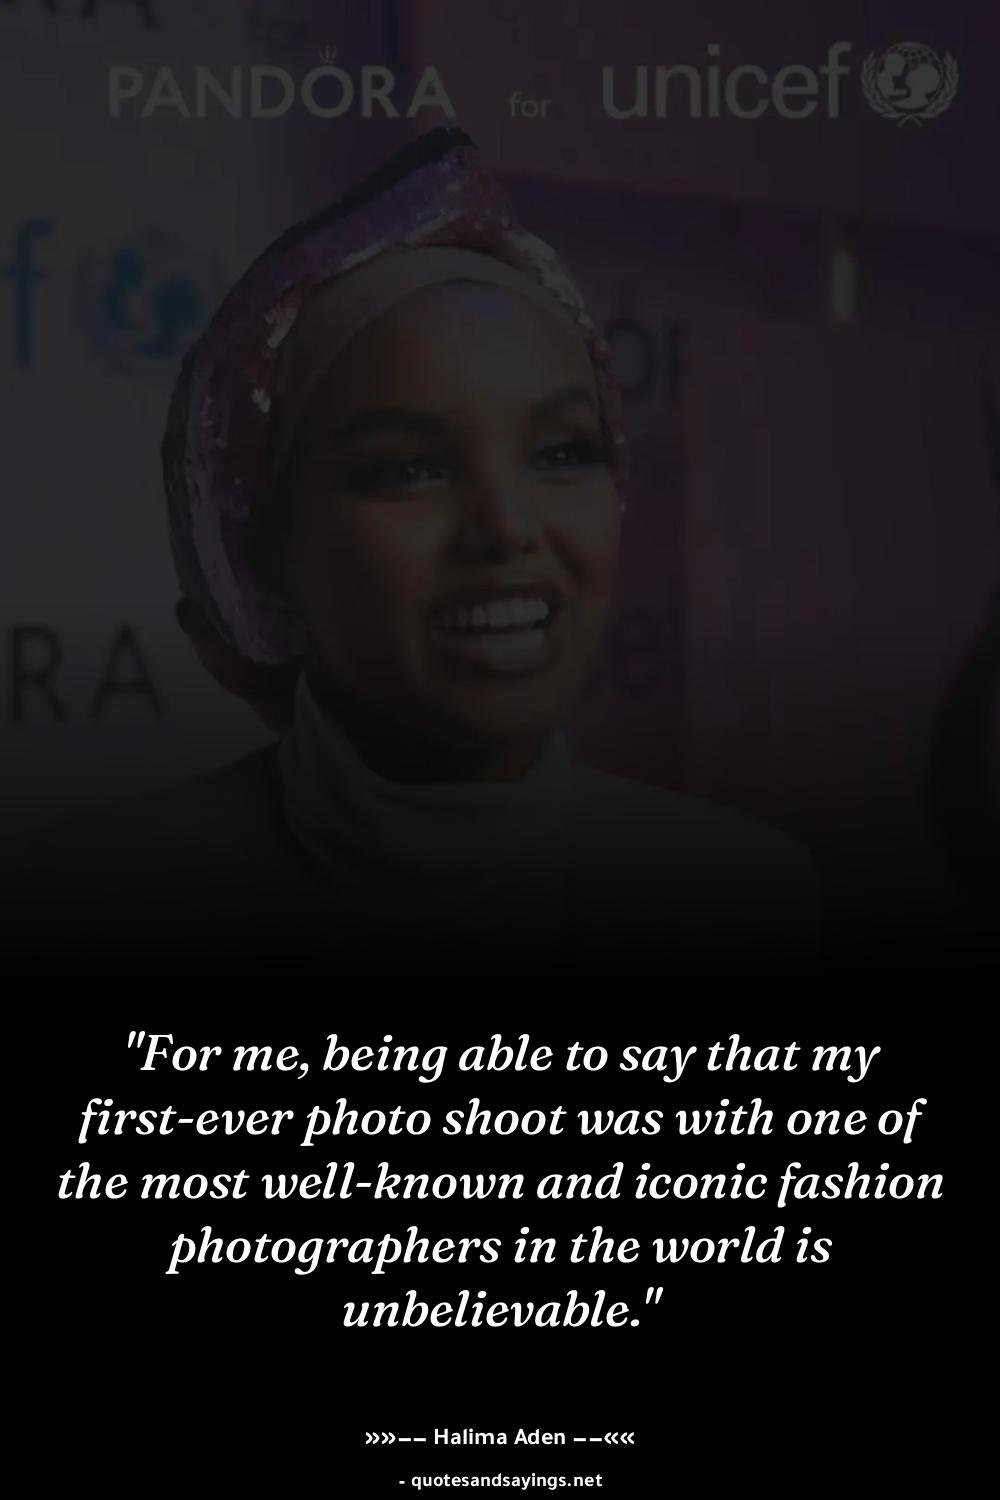 PANDORA for unicef
f
RA
"For me, being able to say that my
first-ever photo shoot was with one of
the most well-known and iconic fashion
photographers in the world is
unbelievable."
»»−− Halima Aden −−««
- quotesandsayings.net